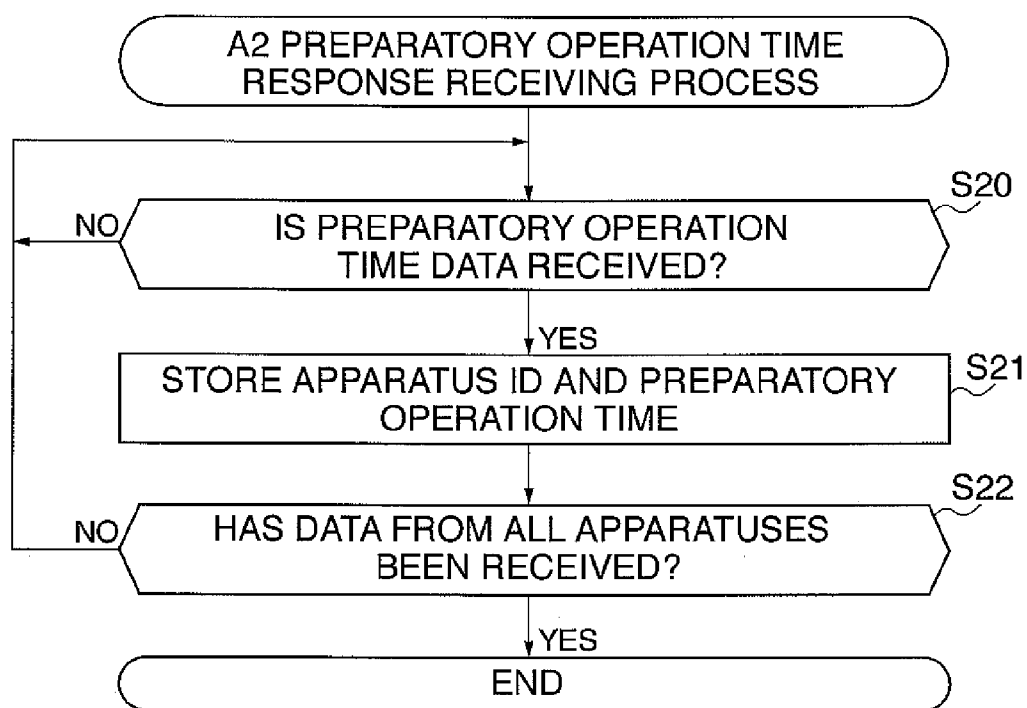 A2 PREPARATORY OPERATION TIME
RESPONSE RECEIVING PROCESS
S20
NO
IS PREPARATORY OPERATION
TIME DATA RECEIVED?
YES
S21
STORE APPARATUS ID AND PREPARATORY
OPERATION TIME
S22
NO
HAS DATA FROM ALL APPARATUSES
BEEN RECEIVED?
YES
END